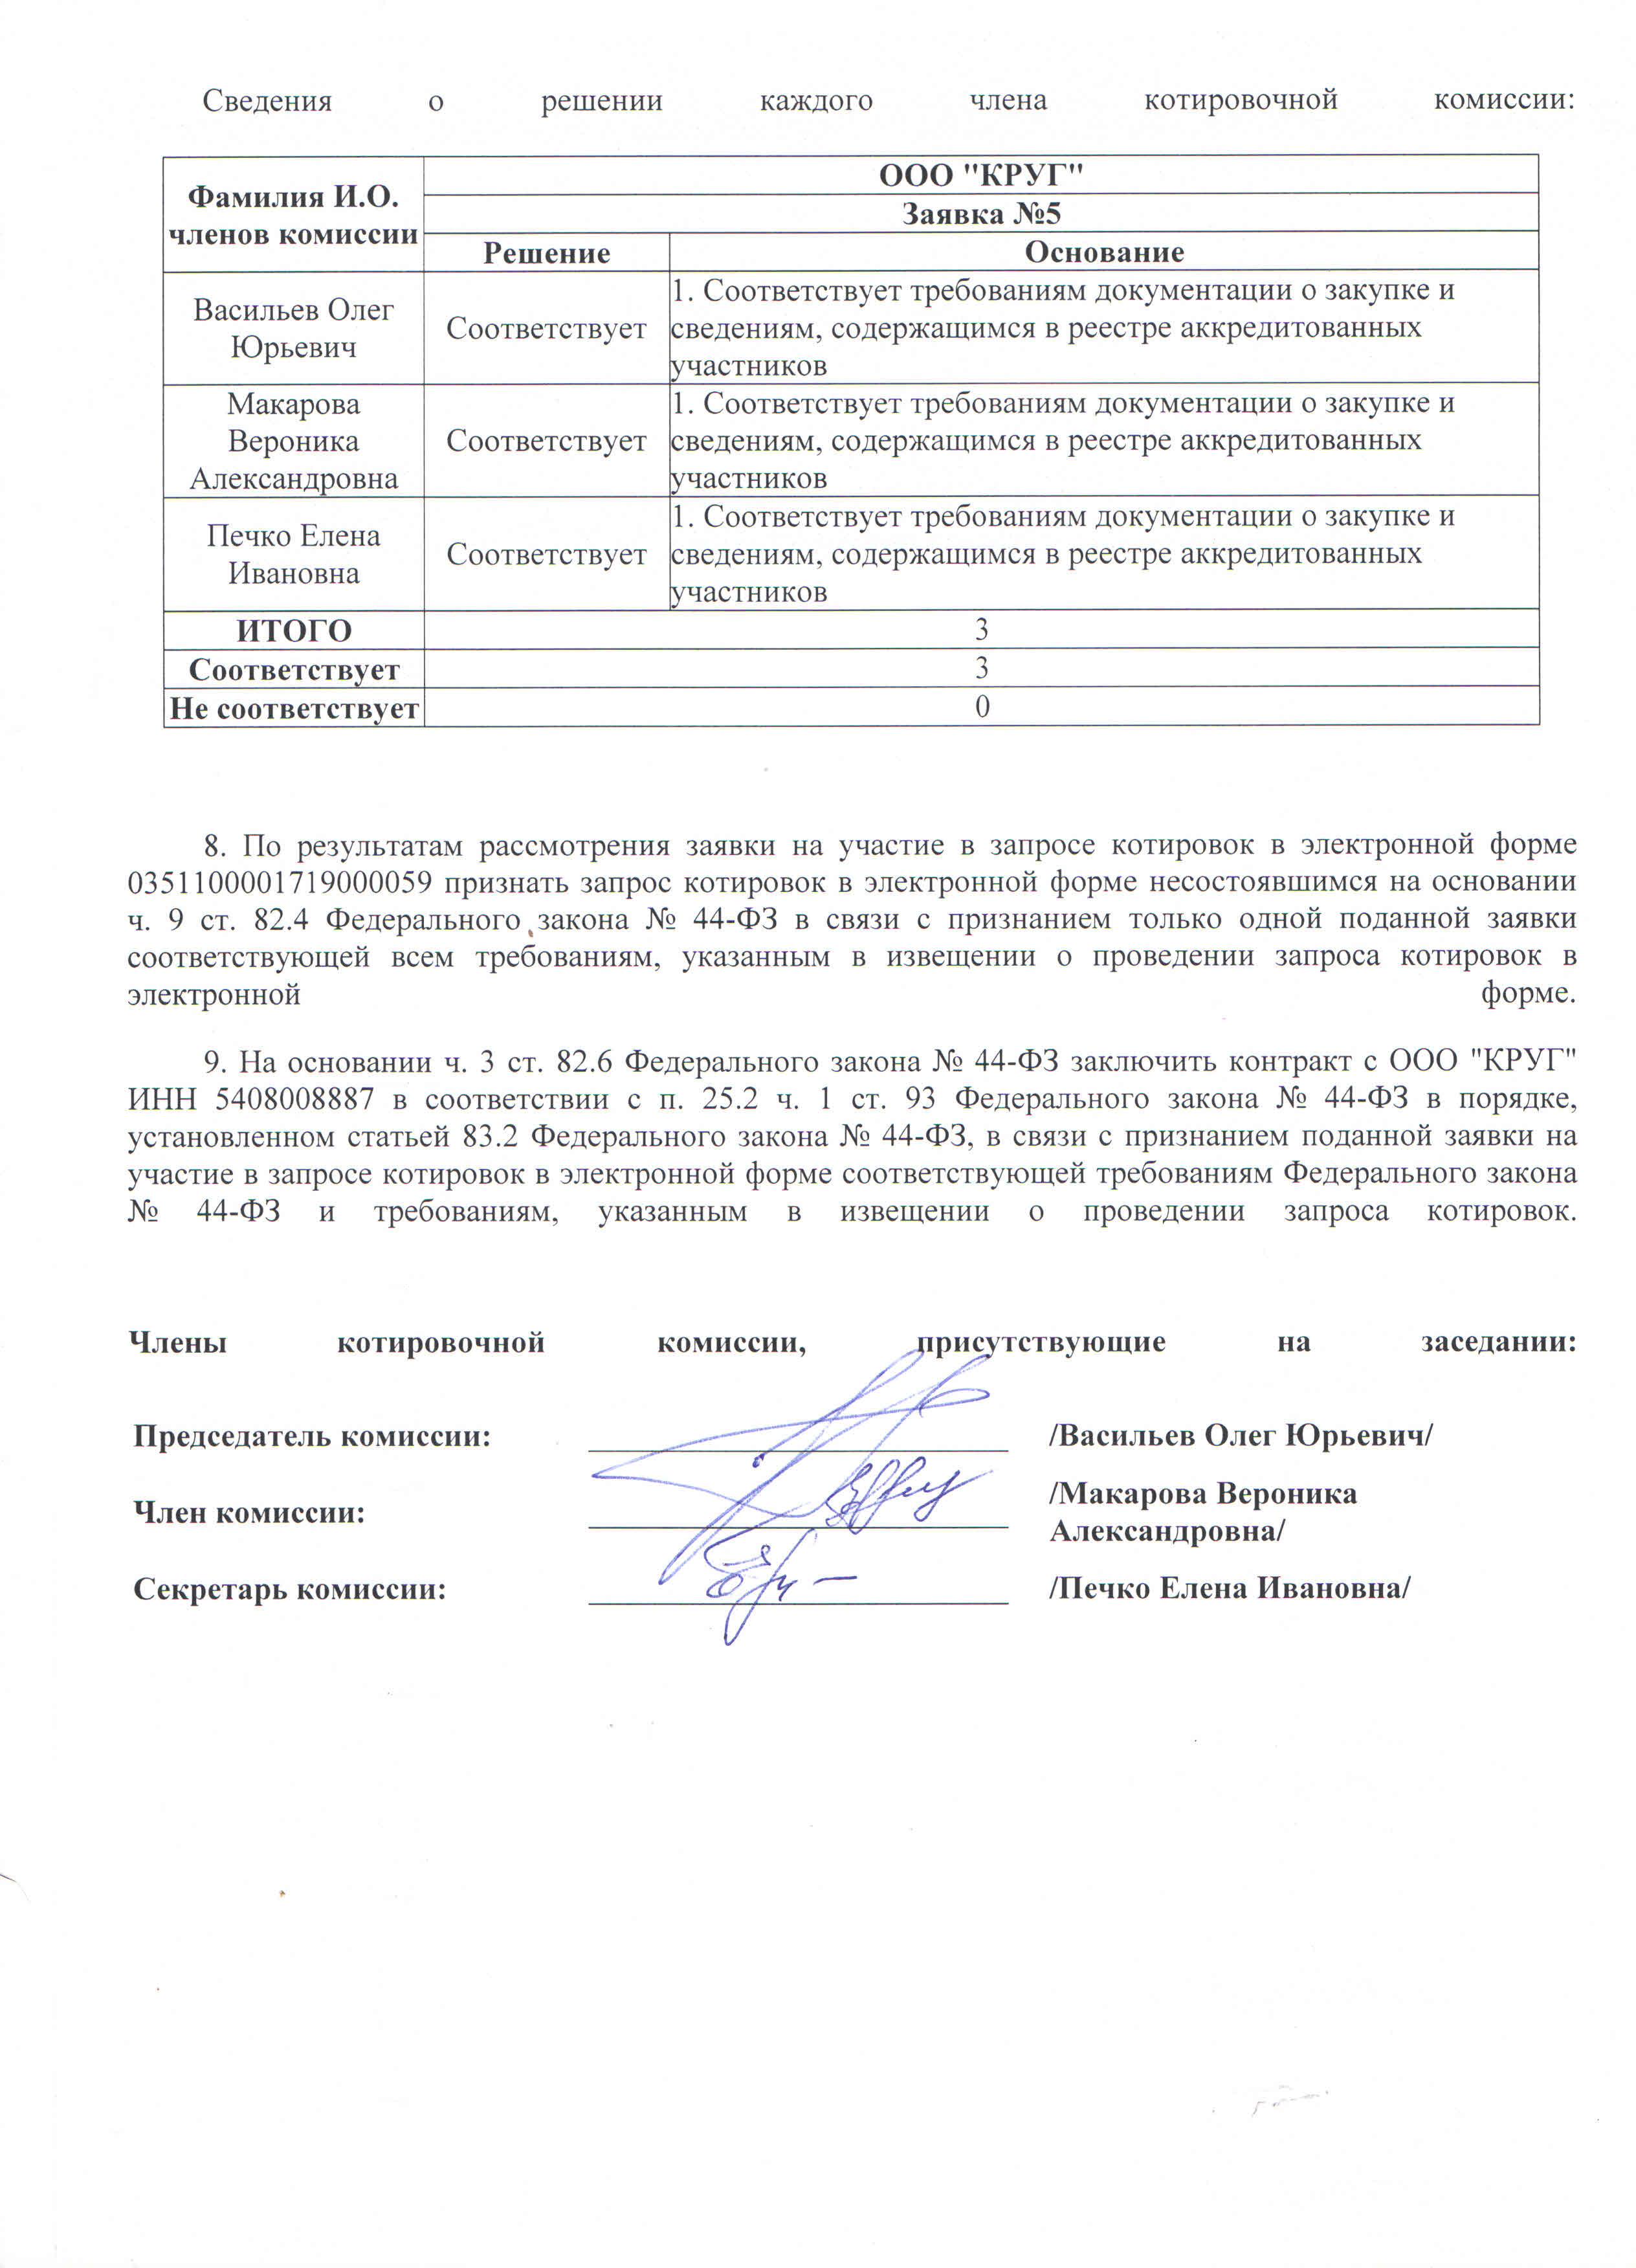 Сведения о решении каждого члена котировочной комиссии:
Фамилия И.О.
членов комиссии
ООО "КРУГ"
Заявка №5
Решение
Основание
Васильев Олег
Юрьевич
Соответствует
1. Соответствует требованиям документации о закупке и
сведениям, содержащимся в реестре аккредитованных
участников
Макарова
Вероника
Александровна
Соответствует
1. Соответствует требованиям документации о закупке и
сведениям, содержащимся в реестре аккредитованных
участников
Печко Елена
Ивановна
Соответствует
1. Соответствует требованиям документации о закупке и
сведениям, содержащимся в реестре аккредитованных
участников
ИТОГО 3
Соответствует 3
Не соответствует 0
8. По результатам рассмотрения заявки на участие в запросе котировок в электронной форме
0351100001719000059 признать запрос котировок в электронной форме несостоявшимся на основании
ч. 9 ст. 82.4 Федерального закона № 44-ФЗ в связи с признанием только одной поданной заявки
соответствующей всем требованиям, указанным в извещении о проведении запроса котировок в
электронной форме.
9. На основании ч. 3 ст. 82.6 Федерального закона № 44-ФЗ заключить контракт с ООО "КРУГ"
ИНН 5408008887 в соответствии с п. 25.2 ч. 1 ст. 93 Федерального закона № 44-ФЗ в порядке,
установленном статьей 83.2 Федерального закона № 44-ФЗ, в связи с признанием поданной заявки на
участие в запросе котировок в электронной форме соответствующей требованиям Федерального закона
№ 44-ФЗ и требованиям, указанным в извещении о проведении запроса котировок.
Члены котировочной комиссии, присутствующие на заседании:
Председатель комиссии: /Васильев Олег Юрьевич/
Член комиссии:
/Макарова Вероника
Александровна/
Секретарь комиссии: /Печко Елена Ивановна/